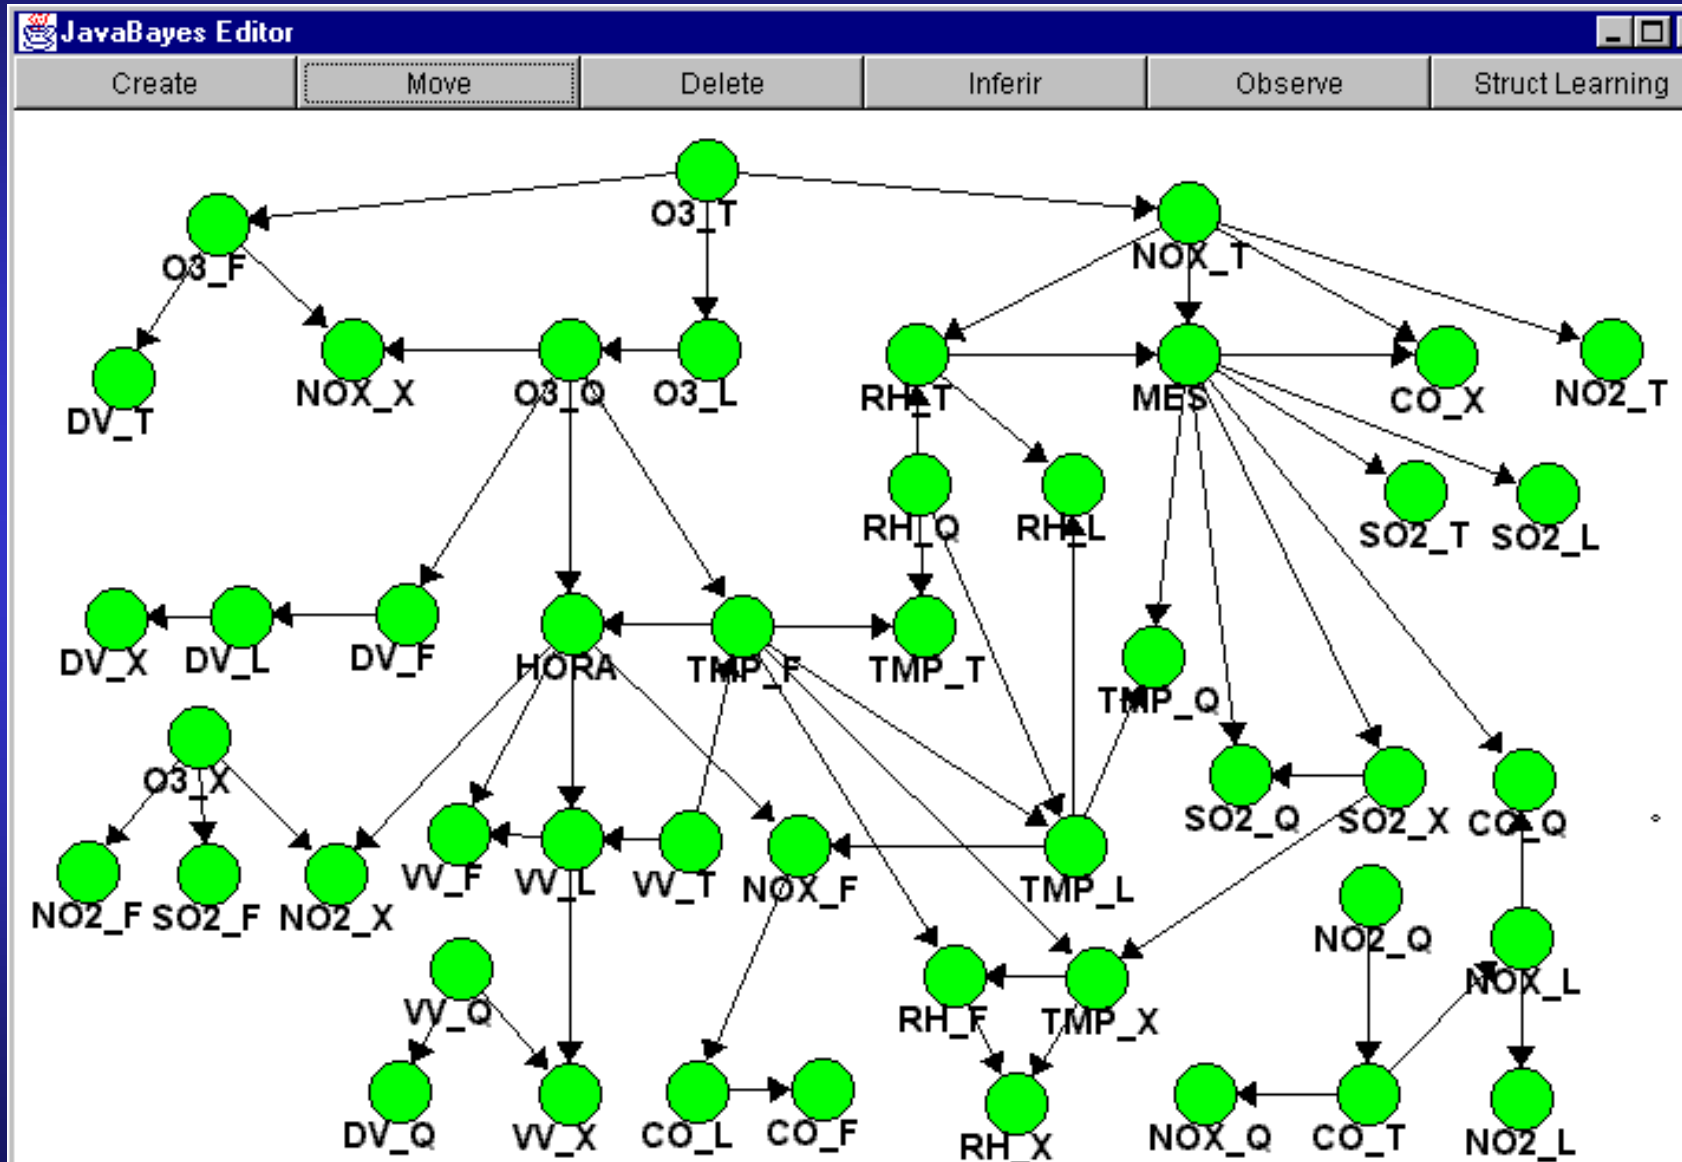 JavaBayes Editor
Create Move Delete Inferir Observe Struct Learning
O3_T
NOX_T
O3_F
DV_T NOX_X O3_Q O3_L RH_T MES CO_X NO2_T
RH_Q RH_L SO2_T SO2_L
DV_X DV_L DV_F HORA TMP_F TMP_T
TMP_Q
O3_X
SO2_Q SO2_X CO_Q
NO2_F SO2_F NO2_X VV_F VV_L VV_T NOX_F TMP_L
NO2_Q
VV_Q RH_F TMP_X NOX_L
DV_Q VV_X CO_L CO_F RH_X NOX_Q CO_T NO2_L